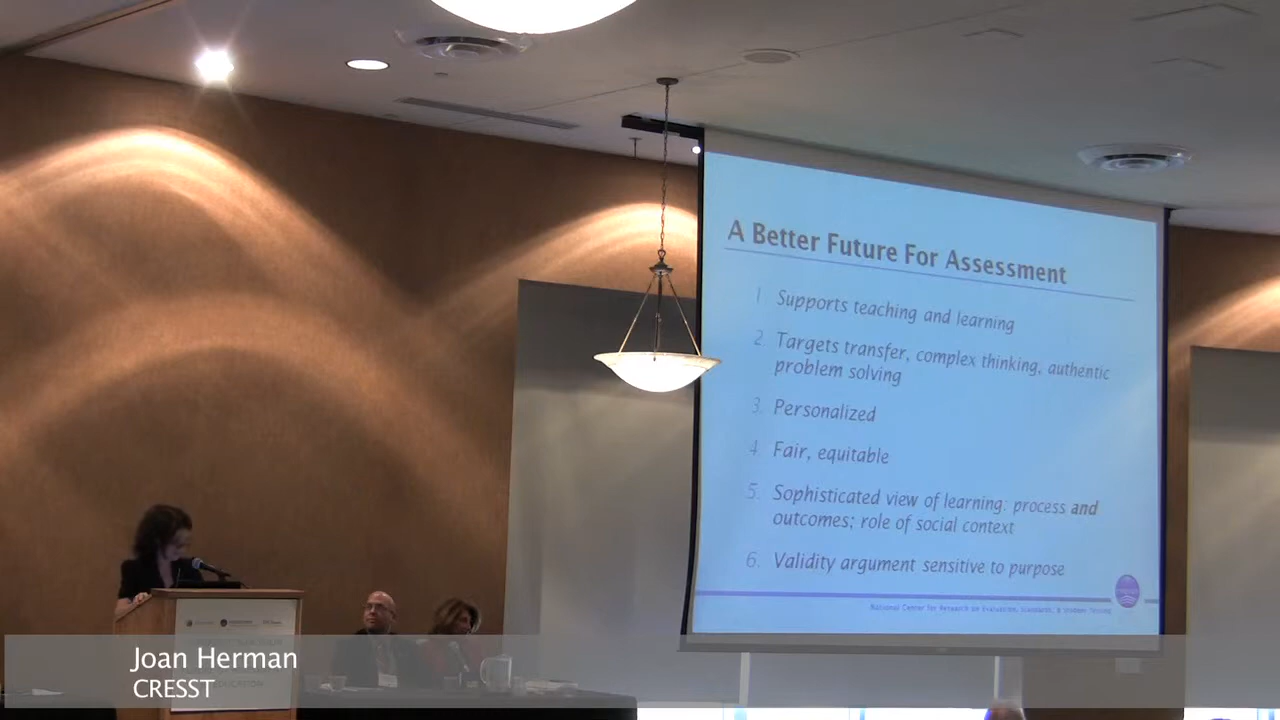 A Better Future For Assessment
1 Supports teaching and learning
2. Targets transfer, complex thinking, authentic
problem solving
3. Personalized
4 Fair, equitable
5. Sophisticated view of learning: process and
outcomes; role of social context
6. Validity argument sensitive to purpose
National Center for Research on Evaluation, Standards, & Student Testing
Joan Herman
CRESST